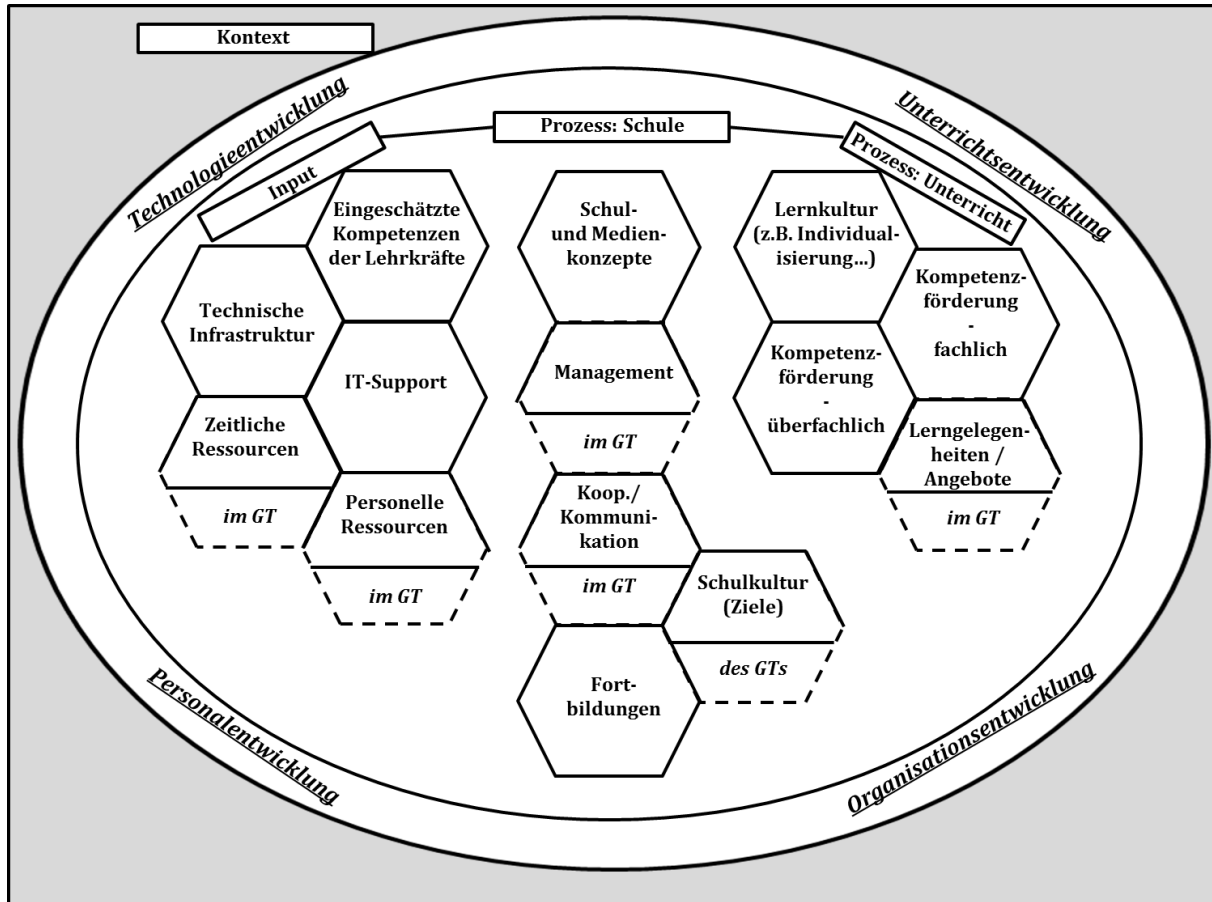 Kontext
Technologieentwicklung
Unterrichtsentwicklung
Personalentwicklung
Organisationsentwicklung
Input
Prozess: Schule
Prozess: Unterricht
Eingeschätzte
Kompetenzen
der Lehrkräfte
Technische
Infrastruktur
IT-Support
Zeitliche
Ressourcen
im GT
Personelle
Ressourcen
im GT
Schul-
und Medien-
konzepte
Management
im GT
Koop./
Kommuni-
kation
im GT
Schulkultur
(Ziele)
des GTs
Fort-
bildungen
Lernkultur
(z.B. Individual-
isierung...)
Kompetenz-
förderung
-
fachlich
Kompetenz-
förderung
-
überfachlich
Lerngelegen-
heiten /
Angebote
im GT